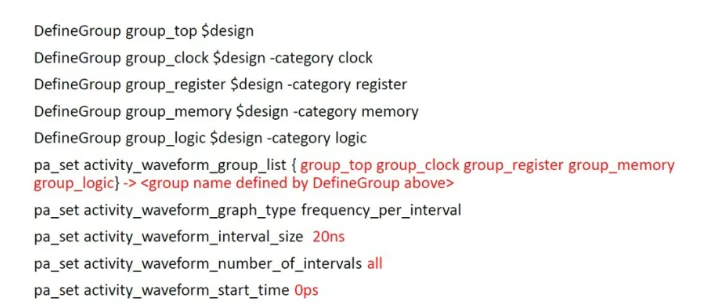 DefineGroup group_top $design
DefineGroup group_clock $design -category clock
DefineGroup group_register $design -category register
DefineGroup group_memory $design -category memory
DefineGroup group_logic $design -category logic
pa_set activity_waveform_group_list { group_top group_clock group_register group_memory
group_logic} -> <group name defined by DefineGroup above>
pa_set activity_waveform_graph_type frequency_per_interval
pa_set activity_waveform_interval_size 20ns
pa_set activity_waveform_number_of_intervals all
pa_set activity_waveform_start_time 0ps